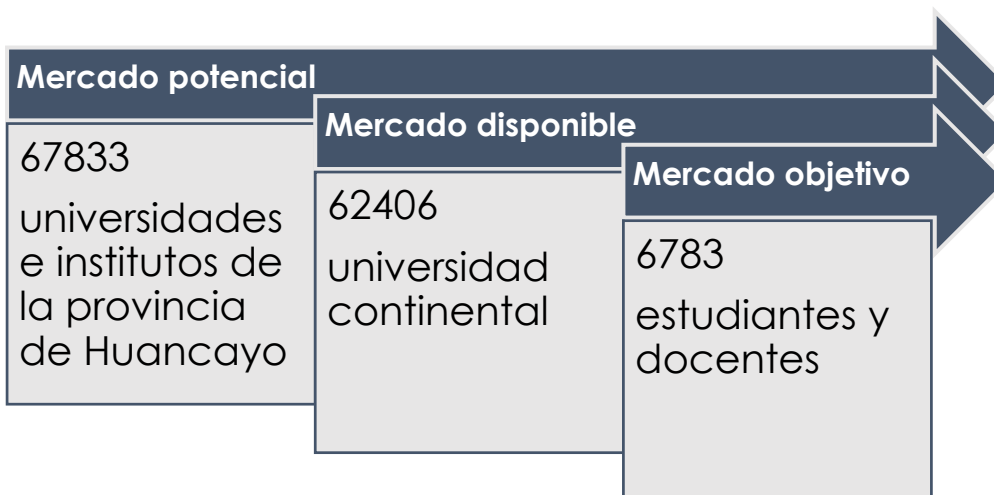 Mercado potencial
67833
universidades
e institutos de
la provincia
de Huancayo
Mercado disponible
62406
universidad
continental
Mercado objetivo
6783
estudiantes y
docentes